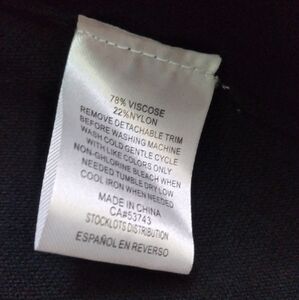 78% VISCOSE
22%NYLON
REMOVE DETACHABLE TRIM
BEFORE WASHING MACHINE
WASH COLD GENTLE CYCLE
WITH LIKE COLORS ONLY
NON-CHLORINE BLEACH WHEN
NEEDED TUMBLE DRY LOW
COOL IRON WHEN NEEDED
MADE IN CHINA
CA#53743
STOCKLOTS DISTRIBUTION
ESPAÑOL EN REVERSO